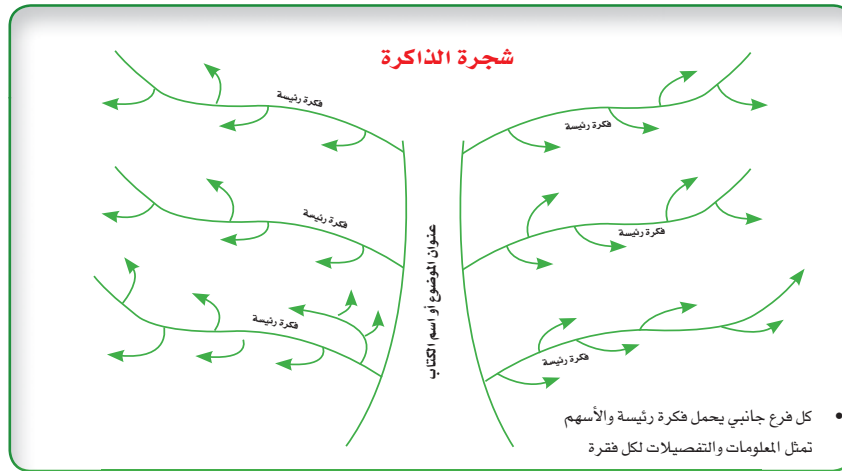 شجرة الذاكرة
فكرة رئيسة
فكرة رئيسة
فكرة رئيسة
فكرة رئيسة
فكرة رئيسة
فكرة رئيسة
عنوان الموضوع أو اسم الكتاب
• كل فرع جانبي يحمل فكرة رئيسة والأسهم
تمثل المعلومات والتفصيلات لكل فقرة